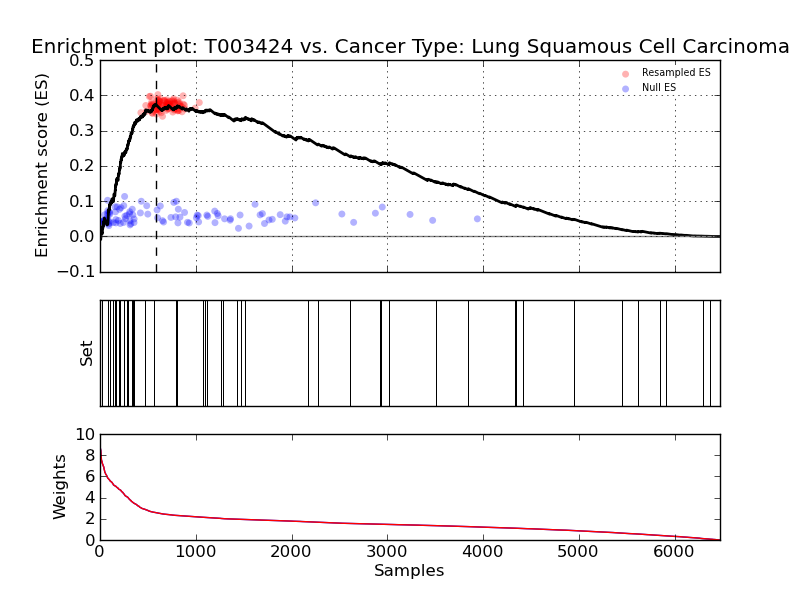 Enrichment plot: T003424 vs. Cancer Type: Lung Squamous Cell Carcinoma
Enrichment score (ES)
0.5
0.4
0.3
0.2
0.1
0.0
−0.1
Resampled ES
Null ES
Set
Weights
10
8
6
4
2
0
0 1000 2000 3000 4000 5000 6000
Samples